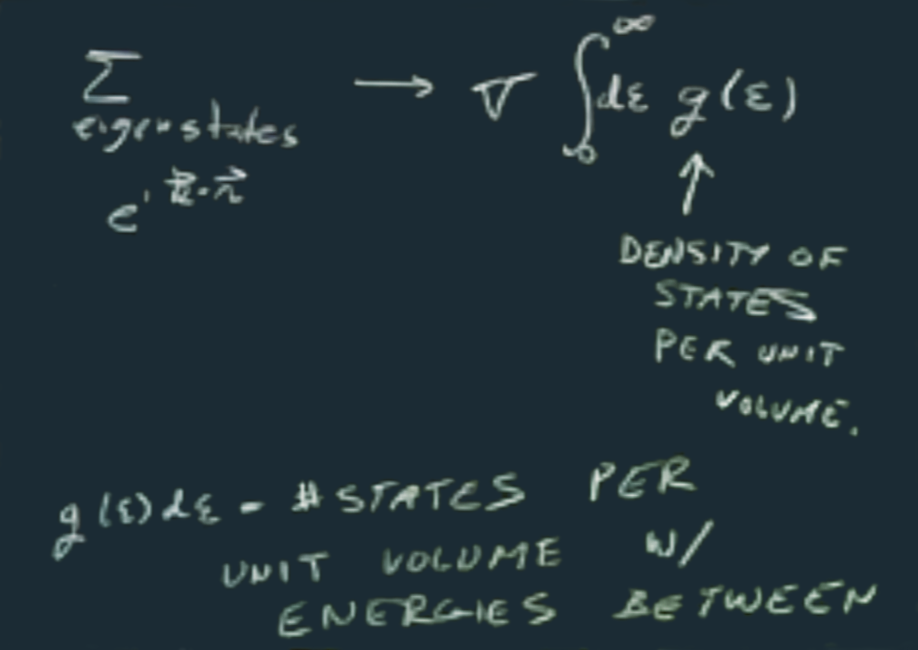 Σ → V ∫₀^∞ dε g(ε)
eigenstates
e^{i k⃗·r⃗}
↑
DENSITY OF
STATES
PER UNIT
VOLUME.
g(ε)dε - # STATES PER
UNIT VOLUME W/
ENERGIES BETWEEN